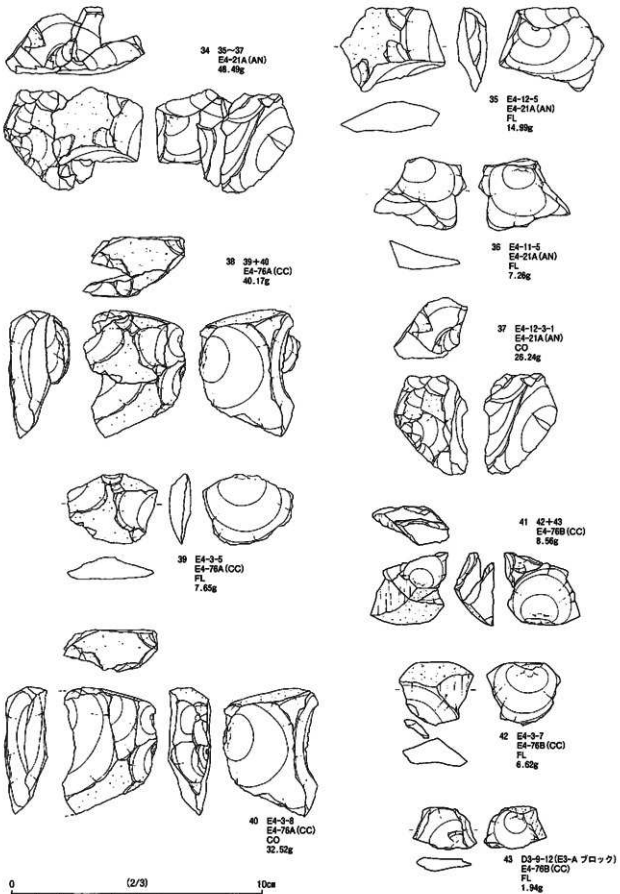 34 35～37
E4-21A(AN)
48.49g
35 E4-12-5
E4-21A(AN)
FL
14.99g
36 E4-11-5
E4-21A(AN)
FL
7.26g
37 E4-12-3-1
E4-21A(AN)
CO
26.24g
38 39+40
E4-76A(CC)
40.17g
39 E4-3-5
E4-76A(CC)
FL
7.65g
40 E4-3-8
E4-76A(CC)
CO
32.52g
41 42+43
E4-76B(CC)
8.56g
42 E4-3-7
E4-76B(CC)
FL
6.62g
43 D3-9-12(E3-A ブロック)
E4-76B(CC)
FL
1.94g
0 (2/3) 10cm